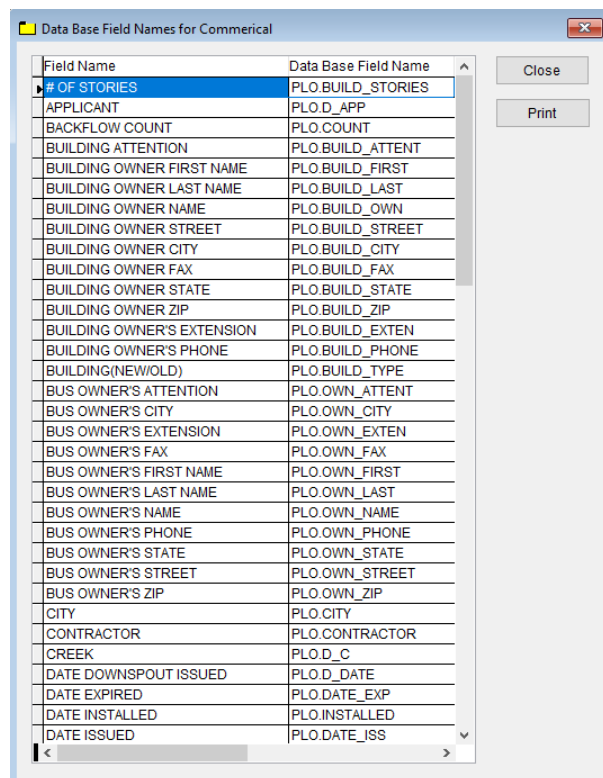 Data Base Field Names for Commerical
Field Name Data Base Field Name
# OF STORIES PLO.BUILD_STORIES
APPLICANT PLO.D_APP
BACKFLOW COUNT PLO.COUNT
BUILDING ATTENTION PLO.BUILD_ATTENT
BUILDING OWNER FIRST NAME PLO.BUILD_FIRST
BUILDING OWNER LAST NAME PLO.BUILD_LAST
BUILDING OWNER NAME PLO.BUILD_OWN
BUILDING OWNER STREET PLO.BUILD_STREET
BUILDING OWNER CITY PLO.BUILD_CITY
BUILDING OWNER FAX PLO.BUILD_FAX
BUILDING OWNER STATE PLO.BUILD_STATE
BUILDING OWNER ZIP PLO.BUILD_ZIP
BUILDING OWNER'S EXTENSION PLO.BUILD_EXTEN
BUILDING OWNER'S PHONE PLO.BUILD_PHONE
BUILDING(NEW/OLD) PLO.BUILD_TYPE
BUS OWNER'S ATTENTION PLO.OWN_ATTENT
BUS OWNER'S CITY PLO.OWN_CITY
BUS OWNER'S EXTENSION PLO.OWN_EXTEN
BUS OWNER'S FAX PLO.OWN_FAX
BUS OWNER'S FIRST NAME PLO.OWN_FIRST
BUS OWNER'S LAST NAME PLO.OWN_LAST
BUS OWNER'S NAME PLO.OWN_NAME
BUS OWNER'S PHONE PLO.OWN_PHONE
BUS OWNER'S STATE PLO.OWN_STATE
BUS OWNER'S STREET PLO.OWN_STREET
BUS OWNER'S ZIP PLO.OWN_ZIP
CITY PLO.CITY
CONTRACTOR PLO.CONTRACTOR
CREEK PLO.D_C
DATE DOWNSPOUT ISSUED PLO.D_DATE
DATE EXPIRED PLO.DATE_EXP
DATE INSTALLED PLO.INSTALLED
DATE ISSUED PLO.DATE_ISS
Close
Print